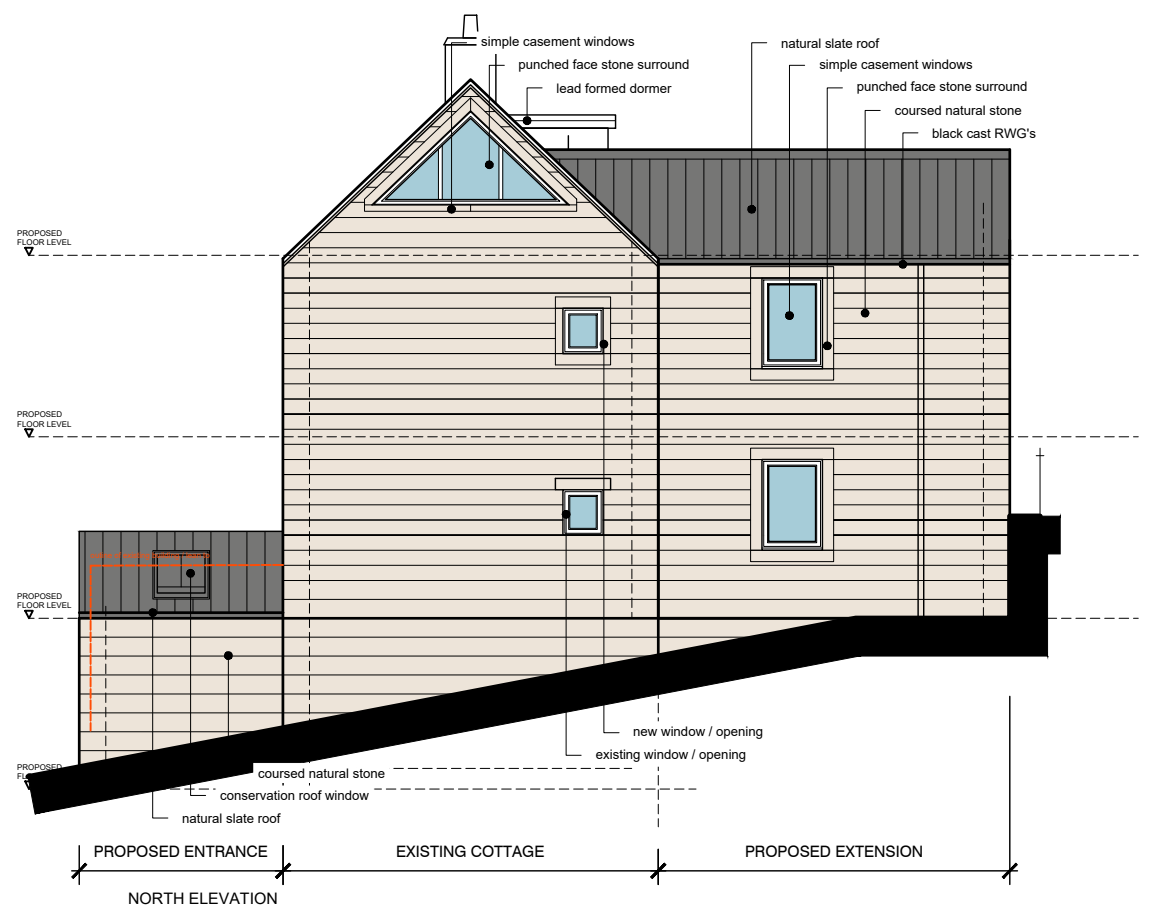 simple casement windows
punched face stone surround
lead formed dormer
natural slate roof
simple casement windows
punched face stone surround
coursed natural stone
black cast RWG's
PROPOSED
FLOOR LEVEL
PROPOSED
FLOOR LEVEL
PROPOSED
FLOOR LEVEL
PROPOSED
new window / opening
existing window / opening
coursed natural stone
conservation roof window
natural slate roof
PROPOSED ENTRANCE
EXISTING COTTAGE
PROPOSED EXTENSION
NORTH ELEVATION